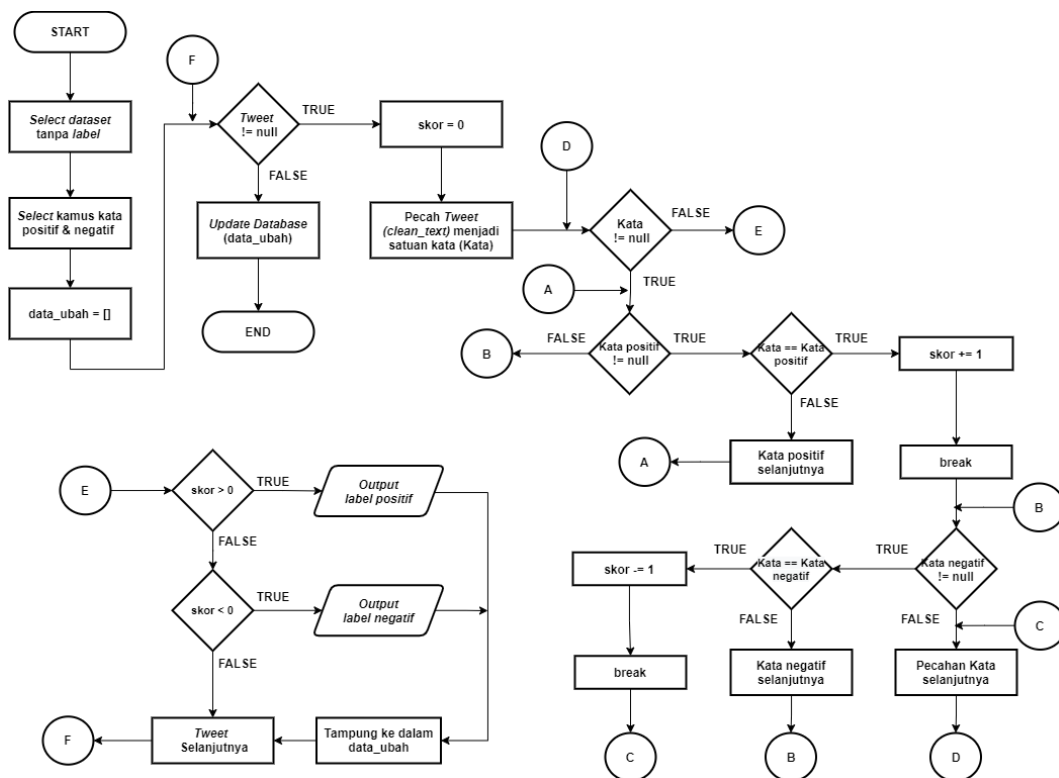 START
F
Select dataset
tanpa label
Tweet
!= null
TRUE
skor = 0
D
FALSE
Select kamus kata
positif & negatif
Update Database
(data_ubah)
Pecah Tweet
(clean_text) menjadi
satuan kata (Kata)
Kata
!= null
FALSE
E
data_ubah = []
END
A
TRUE
B
FALSE
Kata positif
!= null
TRUE
Kata == Kata
positif
TRUE
skor += 1
FALSE
A
Kata positif
selanjutnya
break
E
skor > 0
TRUE
Output
label positif
B
FALSE
skor -= 1
TRUE
Kata == Kata
negatif
TRUE
Kata negatif
!= null
skor < 0
TRUE
Output
label negatif
FALSE
FALSE
C
FALSE
break
Kata negatif
selanjutnya
Pecahan Kata
selanjutnya
F
Tweet
Selanjutnya
Tampung ke dalam
data_ubah
C
B
D